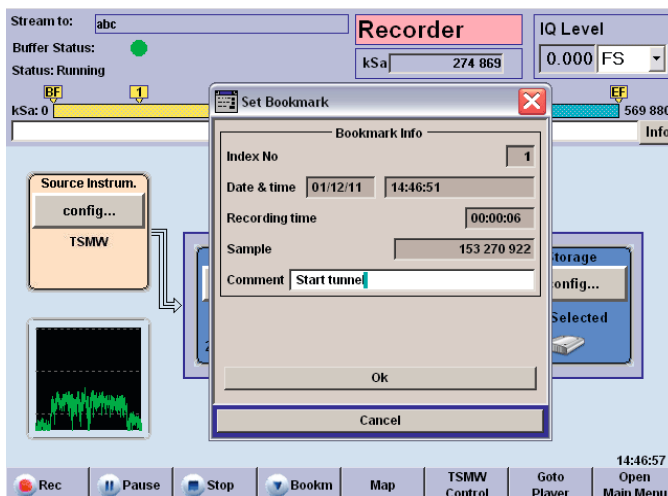 Stream to: abc
Recorder
IQ Level
Buffer Status:
kSa 274 869
0.000 FS
Status: Running
BF 1 EF
kSa: 0 569 880
Info
Set Bookmark
Bookmark Info
Index No 1
Date & time 01/12/11 14:46:51
Recording time 00:00:06
Sample 153 270 922
Comment Start tunnel
Ok
Cancel
Source Instrum.
config...
TSMW
Selected
14:46:57
Rec
Pause
Stop
Bookm
Map
TSMW Control
Goto Player
Open Main Menu